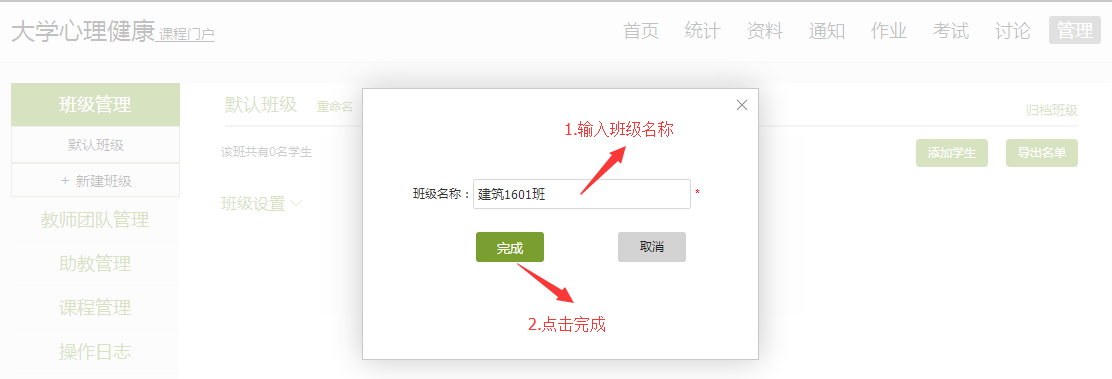 大学心理健康 课程门户
首页 统计 资料 通知 作业 考试 讨论 管理
班级管理
默认班级
+ 新建班级
教师团队管理
助教管理
课程管理
操作日志
默认班级 重命名
归档班级
该班共有0名学生
添加学生 导出名单
班级设置
1.输入班级名称
班级名称：建筑1601班 *
完成 取消
2.点击完成